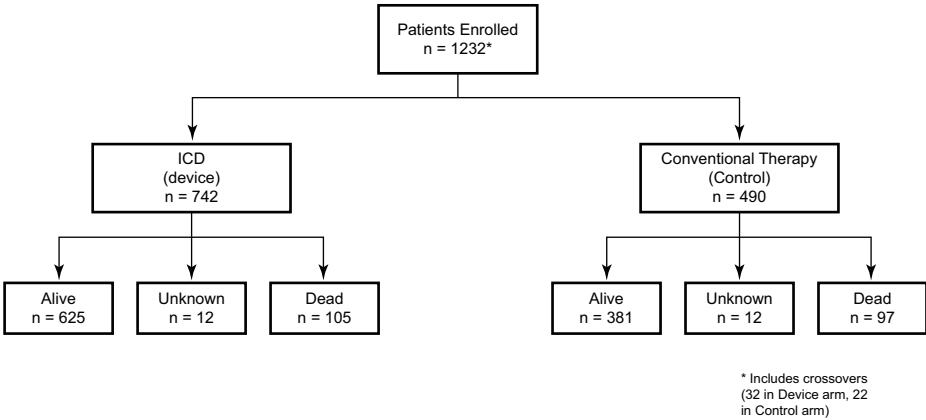 Patients Enrolled
n = 1232*
ICD
(device)
n = 742
Conventional Therapy
(Control)
n = 490
Alive
n = 625
Unknown
n = 12
Dead
n = 105
Alive
n = 381
Unknown
n = 12
Dead
n = 97
* Includes crossovers
(32 in Device arm, 22
in Control arm)